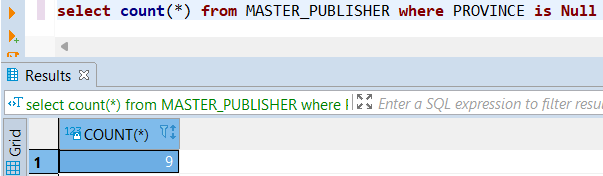 select count(*) from MASTER_PUBLISHER where PROVINCE is Null
Results
select count(*) from MASTER_PUBLISHER where
Enter a SQL expression to filter resu
Grid
123 COUNT(*)
1
9